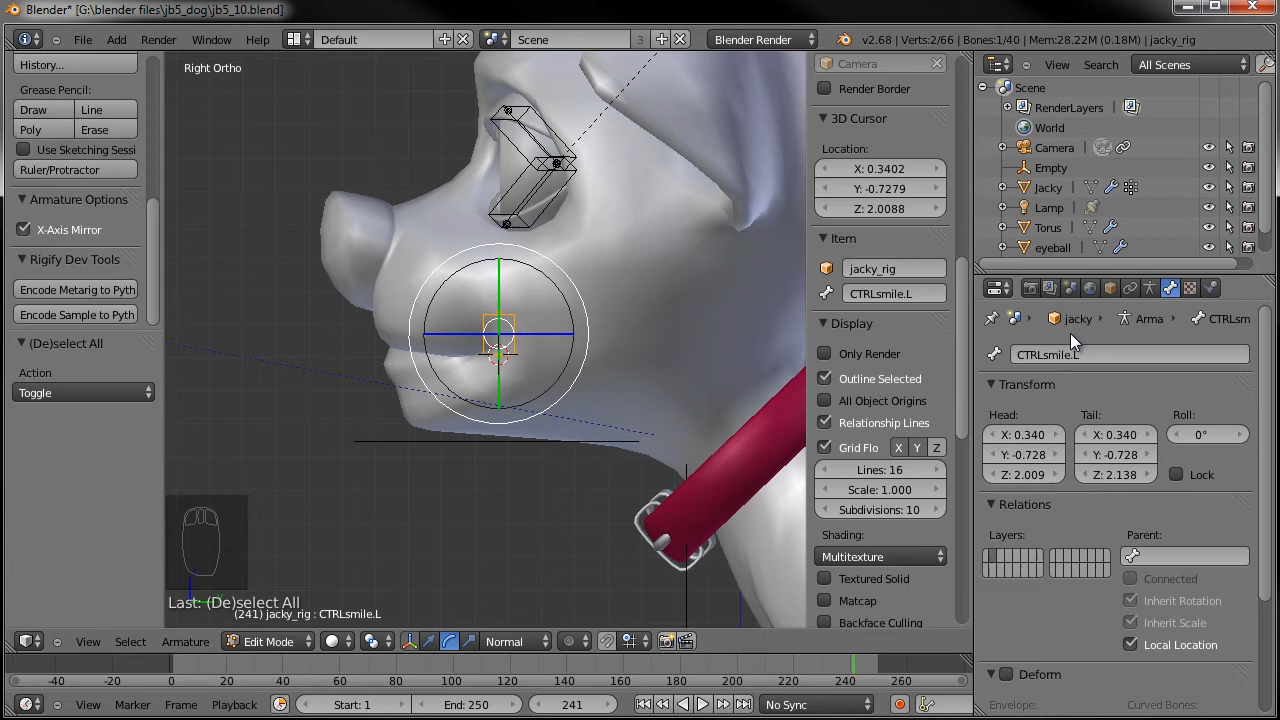 Blender* [G:\blender files\jb5_dog\jb5_10.blend]
File Add Render Window Help Default Scene 3 Blender Render v2.68 | Verts:2/66 | Bones:1/40 | Mem:28.22M (0.18M) | jacky_rig
History...
Grease Pencil:
Draw Line
Poly Erase
Use Sketching Sessi
Ruler/Protractor
Armature Options
X-Axis Mirror
Rigify Dev Tools
Encode Metarig to Pyth
Encode Sample to Pyth
(De)select All
Action
Toggle
Right Ortho
Last: (De)select All
(241) jacky_rig : CTRLsmile.L
Camera
Render Border
3D Cursor
Location:
X: 0.3402
Y: -0.7279
Z: 2.0088
Item
jacky_rig
CTRLsmile.L
Display
Only Render
Outline Selected
All Object Origins
Relationship Lines
Grid Flo X Y Z
Lines: 16
Scale: 1.000
Subdivisions: 10
Shading:
Multitexture
Textured Solid
Matcap
Backface Culling
View Search All Scenes
Scene
RenderLayers
World
Camera
Empty
Jacky
Lamp
Torus
eyeball
jacky Arma CTRLsm
CTRLsmile.L
Transform
Head: Tail: Roll:
X: 0.340 X: 0.340 0°
Y: -0.728 Y: -0.728
Z: 2.009 Z: 2.138 Lock
Relations
Layers: Parent:
Connected
Inherit Rotation
Inherit Scale
Local Location
Deform
Envelope: Curved Bones:
View Select Armature Edit Mode Normal
-40 -20 0 20 40 60 80 100 120 140 160 180 200 220 240 260
View Marker Frame Playback Start: 1 End: 250 241 No Sync